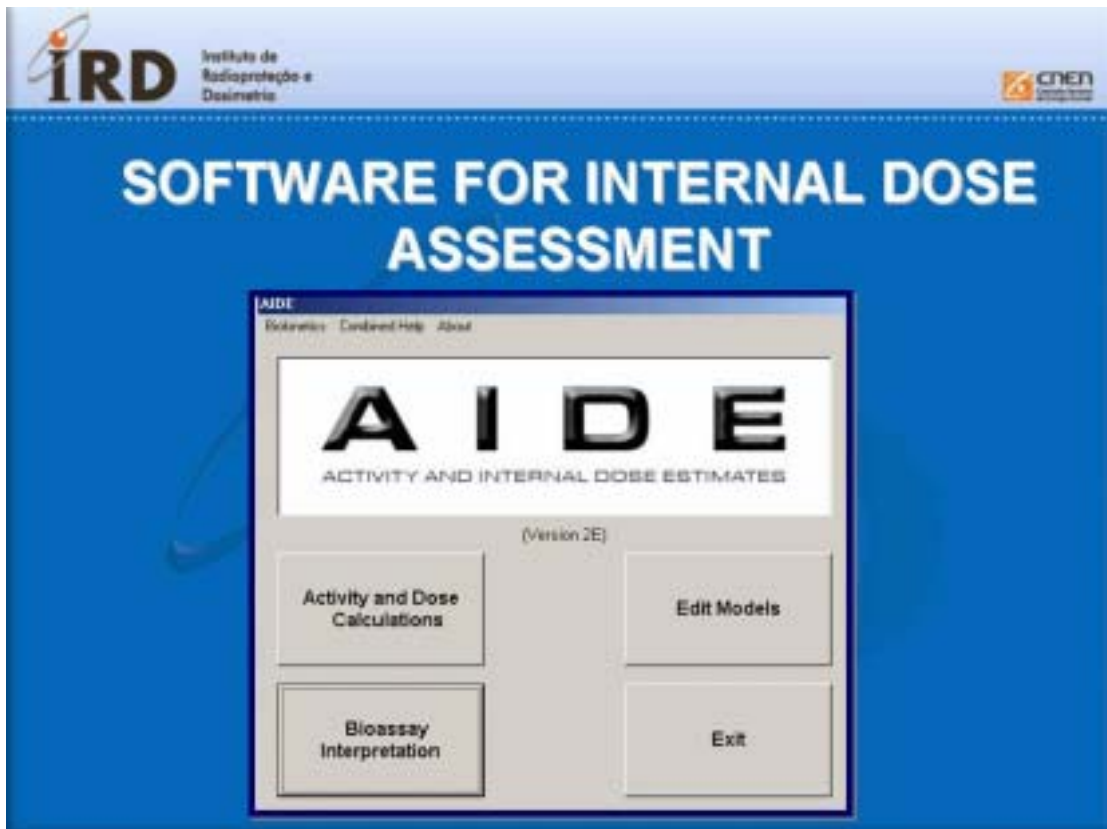 IRD
Instituto de
Radioproteção e
Dosimetria
CNEN
SOFTWARE FOR INTERNAL DOSE
ASSESSMENT
AIDE
Biokinetics Combined Help About
AIDE
ACTIVITY AND INTERNAL DOSE ESTIMATES
(Version 2E)
Activity and Dose
Calculations
Edit Models
Bioassay
Interpretation
Exit